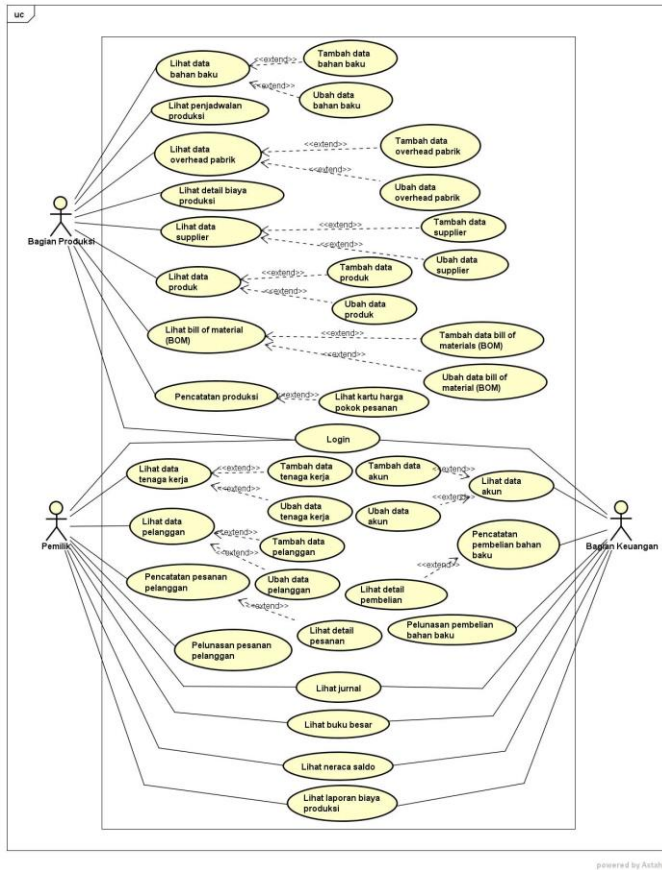 uc
Lihat data
bahan baku
<<extend>>
Tambah data
bahan baku
<<extend>>
Ubah data
bahan baku
Lihat penjadwalan
produksi
Lihat data
overhead pabrik
<<extend>>
Tambah data
overhead pabrik
<<extend>>
Ubah data
overhead pabrik
Lihat detail biaya
produksi
Bagian Produksi
Lihat data
supplier
<<extend>>
Tambah data
supplier
<<extend>>
Ubah data
supplier
Lihat data
produk
<<extend>>
Tambah data
produk
<<extend>>
Ubah data
produk
Lihat bill of material
(BOM)
<<extend>>
Tambah data bill of
materials (BOM)
<<extend>>
Ubah data bill of
material (BOM)
Pencatatan produksi
<<extend>>
Lihat kartu harga
pokok pesanan
Login
Lihat data
tenaga kerja
<<extend>>
Tambah data
tenaga kerja
<<extend>>
Ubah data
tenaga kerja
Tambah data
akun
<<extend>>
Lihat data
akun
Ubah data
akun
<<extend>>
Pemilik
Bagian Keuangan
Lihat data
pelanggan
<<extend>>
Tambah data
pelanggan
<<extend>>
Ubah data
pelanggan
Pencatatan
pembelian bahan
baku
<<extend>>
Lihat detail
pembelian
Pencatatan pesanan
pelanggan
<<extend>>
Lihat detail
pesanan
Pelunasan pembelian
bahan baku
Pelunasan pesanan
pelanggan
Lihat jurnal
Lihat buku besar
Lihat neraca saldo
Lihat laporan biaya
produksi
powered by Astah